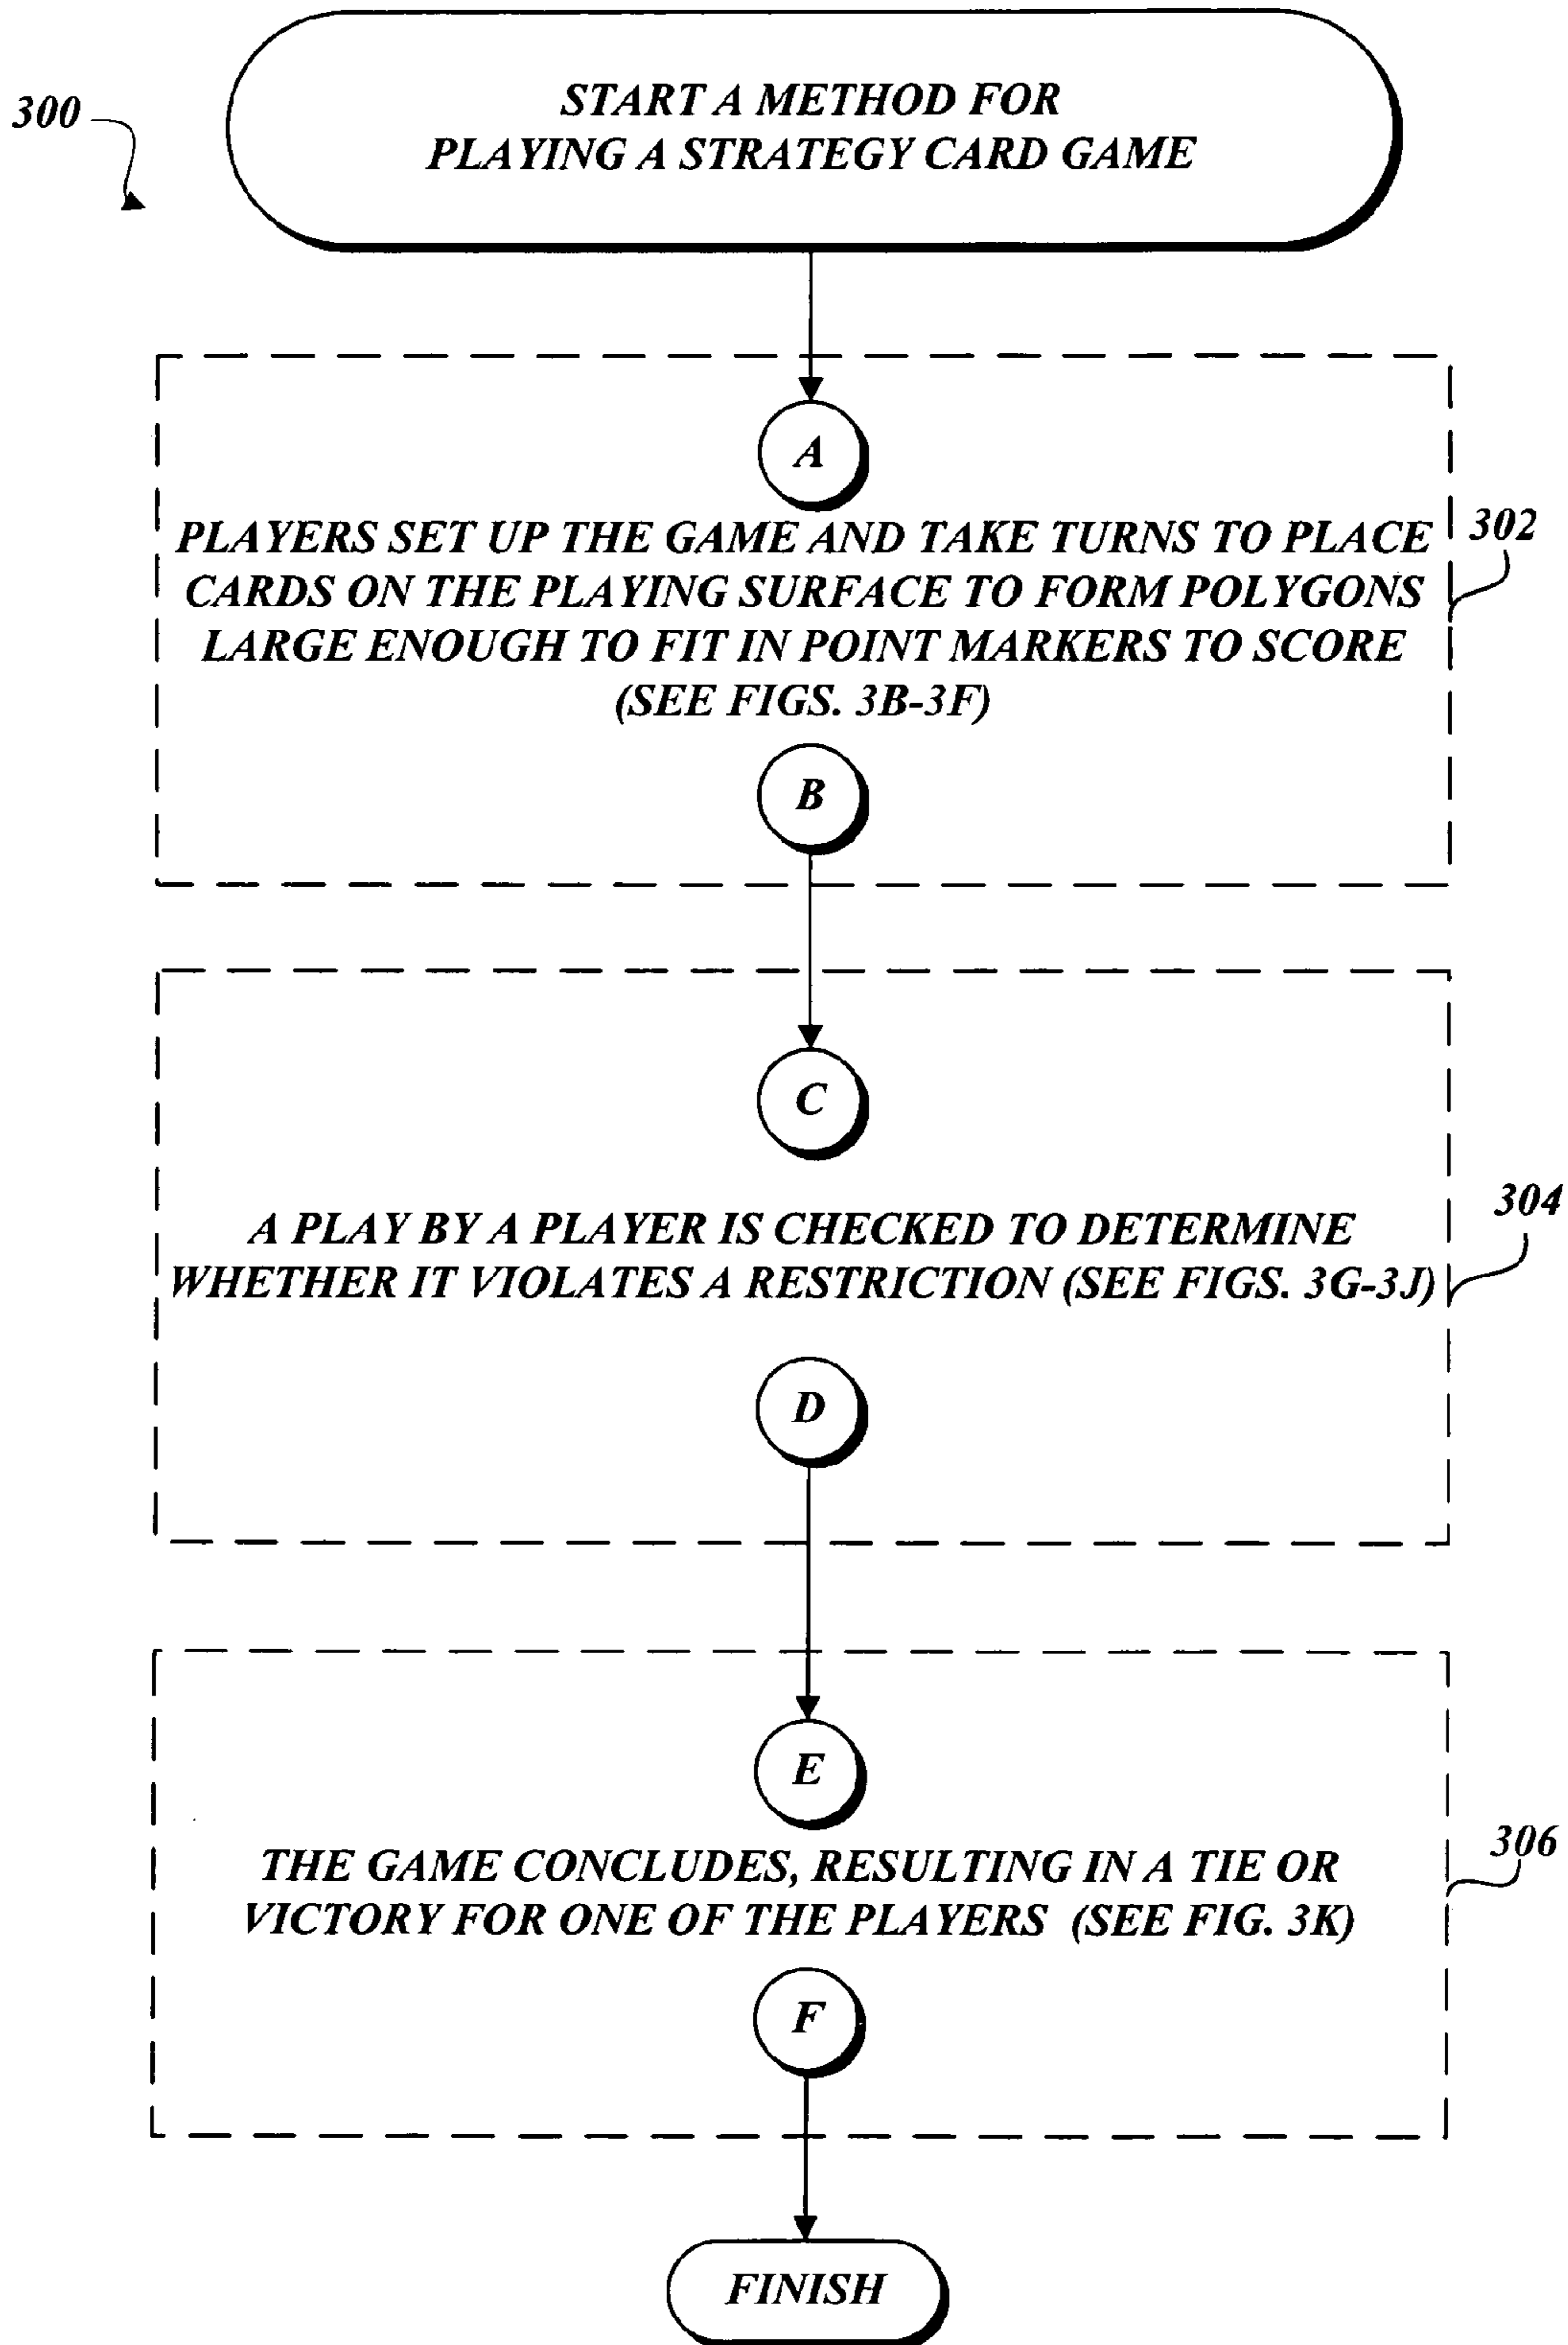 300
START A METHOD FOR
PLAYING A STRATEGY CARD GAME
A
PLAYERS SET UP THE GAME AND TAKE TURNS TO PLACE
CARDS ON THE PLAYING SURFACE TO FORM POLYGONS
LARGE ENOUGH TO FIT IN POINT MARKERS TO SCORE
(SEE FIGS. 3B-3F)
302
B
C
A PLAY BY A PLAYER IS CHECKED TO DETERMINE
WHETHER IT VIOLATES A RESTRICTION (SEE FIGS. 3G-3J)
304
D
E
THE GAME CONCLUDES, RESULTING IN A TIE OR
VICTORY FOR ONE OF THE PLAYERS (SEE FIG. 3K)
306
F
FINISH